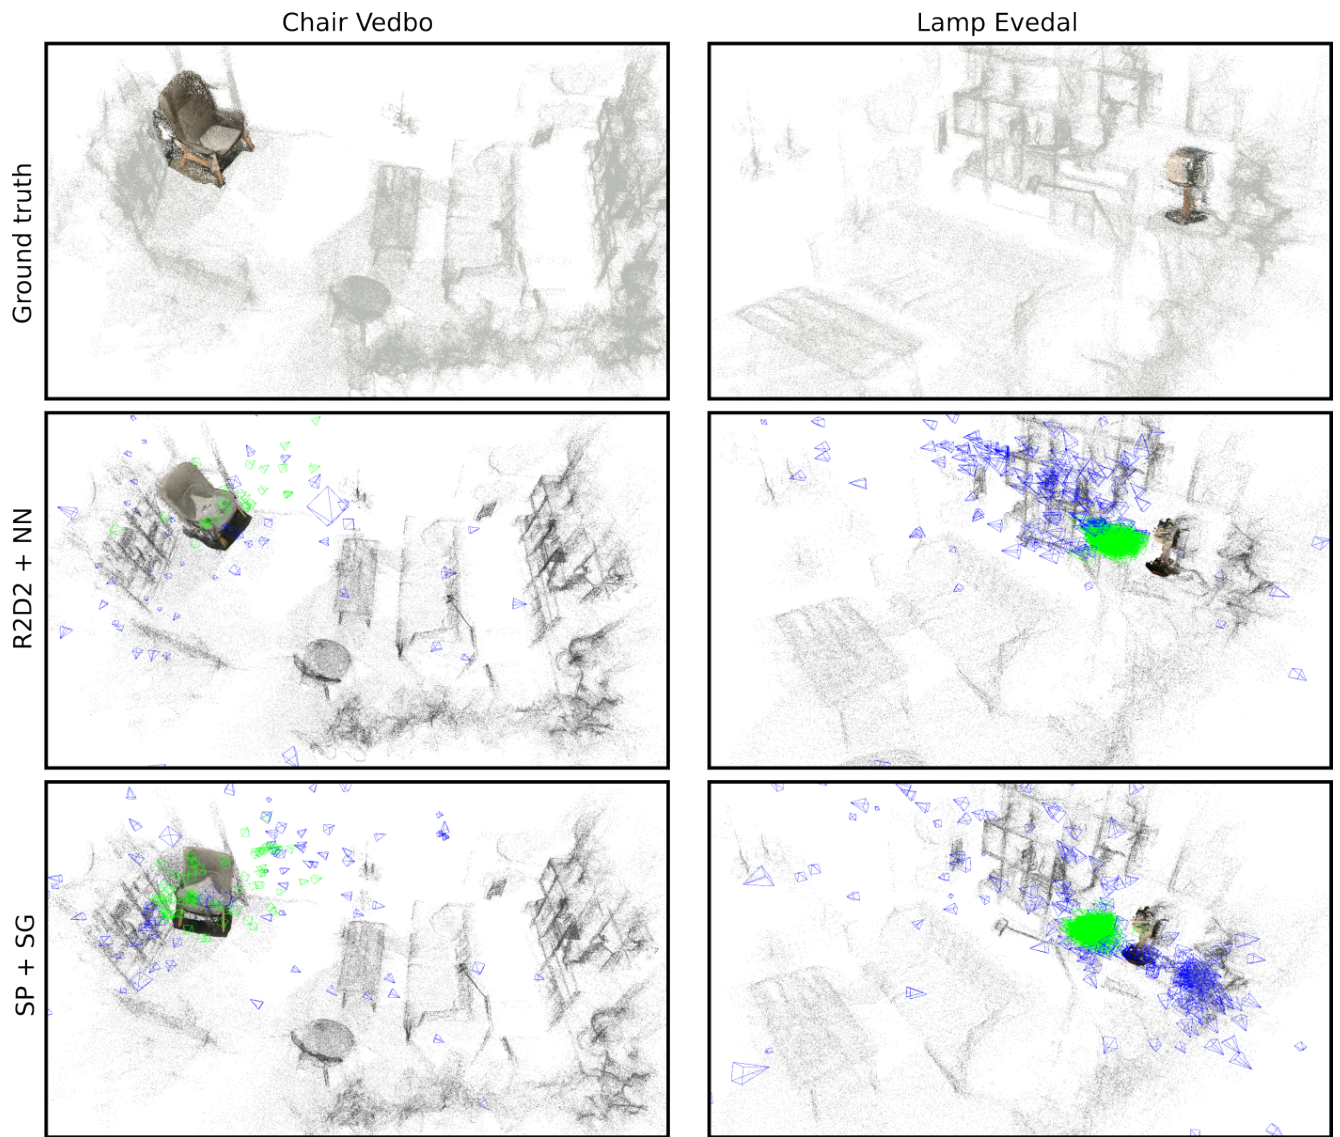 Chair Vedbo
Lamp Evedal
Ground truth
R2D2 + NN
SP + SG